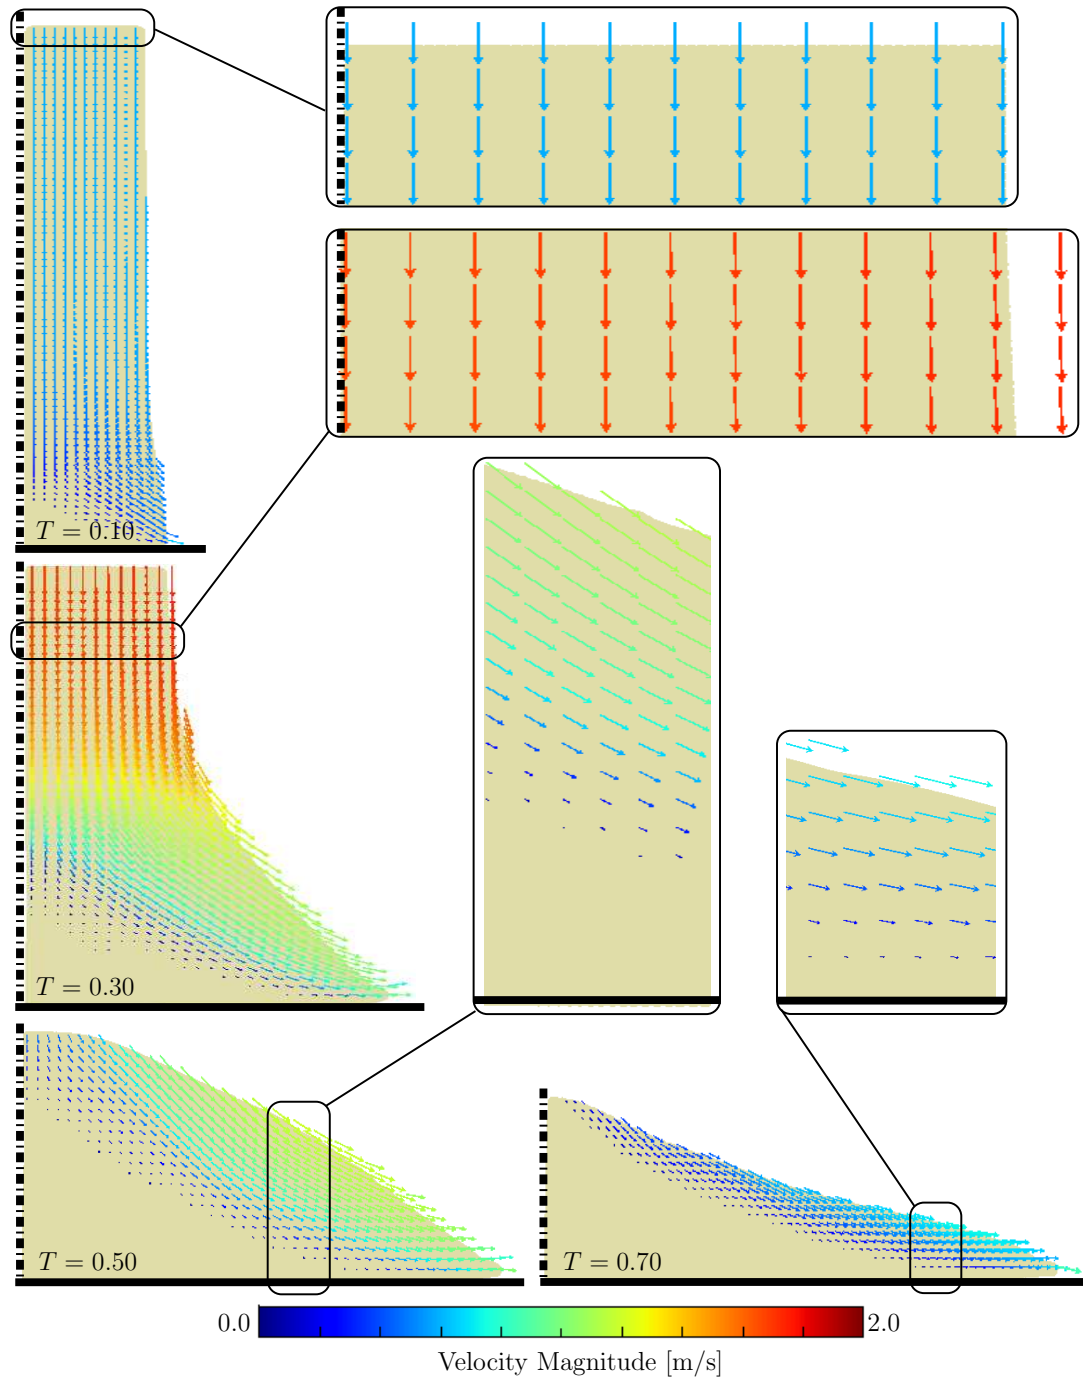 T = 0.10
T = 0.30
T = 0.50
T = 0.70
0.0
2.0
Velocity Magnitude [m/s]